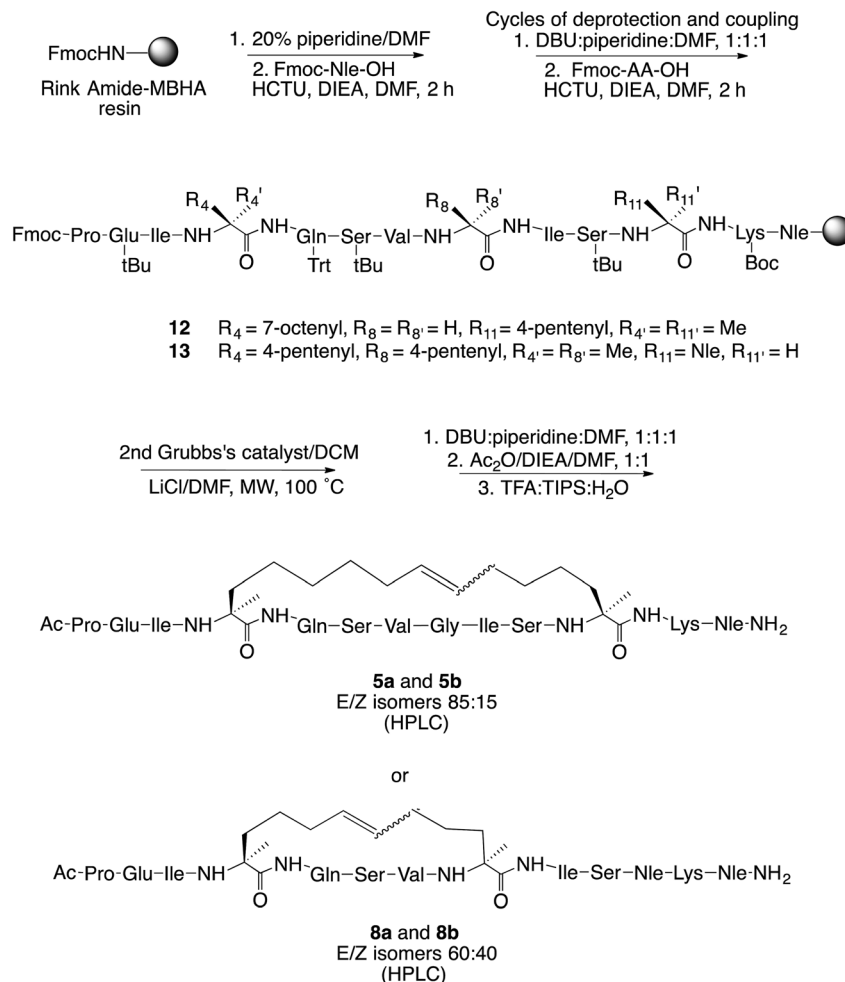 FmocHN
Rink Amide-MBHA
resin
1. 20% piperidine/DMF
2. Fmoc-Nle-OH
HCTU, DIEA, DMF, 2 h
Cycles of deprotection and coupling
1. DBU:piperidine:DMF, 1:1:1
2. Fmoc-AA-OH
HCTU, DIEA, DMF, 2 h
R4 R4' R8 R8' R11 R11'
Fmoc-Pro-Glu-Ile-NH NH-Gln-Ser-Val-NH NH-Ile-Ser-NH NH-Lys-Nle
O O O
tBu Trt tBu tBu Boc
12 R4 = 7-octenyl, R8 = R8' = H, R11 = 4-pentenyl, R4' = R11' = Me
13 R4 = 4-pentenyl, R8 = 4-pentenyl, R4' = R8' = Me, R11 = Nle, R11' = H
2nd Grubbs's catalyst/DCM
LiCl/DMF, MW, 100 °C
1. DBU:piperidine:DMF, 1:1:1
2. Ac2O/DIEA/DMF, 1:1
3. TFA:TIPS:H2O
Ac-Pro-Glu-Ile-NH NH-Gln-Ser-Val-Gly-Ile-Ser-NH NH-Lys-Nle-NH2
O O
5a and 5b
E/Z isomers 85:15
(HPLC)
or
Ac-Pro-Glu-Ile-NH NH-Gln-Ser-Val-NH NH-Ile-Ser-Nle-Lys-Nle-NH2
O O
8a and 8b
E/Z isomers 60:40
(HPLC)